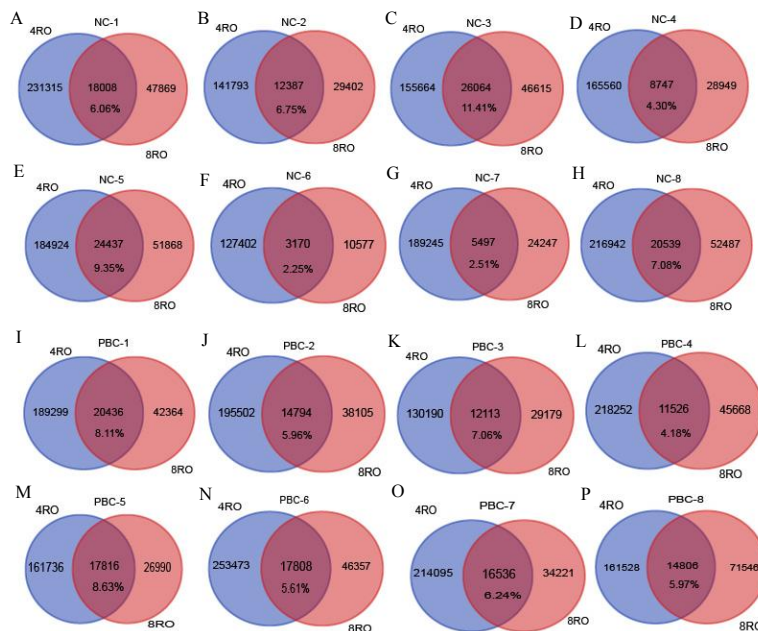 A NC-1
4RO
231315 18008 47869
6.06%
8RO
B NC-2
4RO
141793 12387 29402
6.75%
8RO
C NC-3
4RO
155664 26064 46615
11.41%
8RO
D NC-4
4RO
165560 8747 28949
4.30%
8RO
E NC-5
4RO
184924 24437 51868
9.35%
8RO
F NC-6
4RO
127402 3170 10577
2.25%
8RO
G NC-7
4RO
189245 5497 24247
2.51%
8RO
H NC-8
4RO
216942 20539 52487
7.08%
8RO
I PBC-1
4RO
189299 20436 42364
8.11%
8RO
J PBC-2
4RO
195502 14794 38105
5.96%
8RO
K PBC-3
4RO
130190 12113 29179
7.06%
8RO
L PBC-4
4RO
218252 11526 45668
4.18%
8RO
M PBC-5
4RO
161736 17816 26990
8.63%
8RO
N PBC-6
4RO
253473 17808 46357
5.61%
8RO
O PBC-7
4RO
214095 16536 34221
6.24%
8RO
P PBC-8
4RO
161528 14806 71546
5.97%
8RO